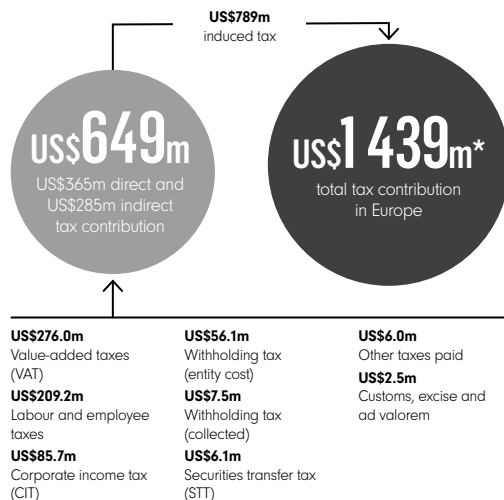 US$789m
induced tax
US$649m
US$365m direct and
US$285m indirect
tax contribution
US$1 439m*
total tax contribution
in Europe
US$276.0m
Value-added taxes
(VAT)
US$209.2m
Labour and employee
taxes
US$85.7m
Corporate income tax
(CIT)
US$56.1m
Withholding tax
(entity cost)
US$7.5m
Withholding tax
(collected)
US$6.1m
Securities transfer tax
(STT)
US$6.0m
Other taxes paid
US$2.5m
Customs, excise and
ad valorem